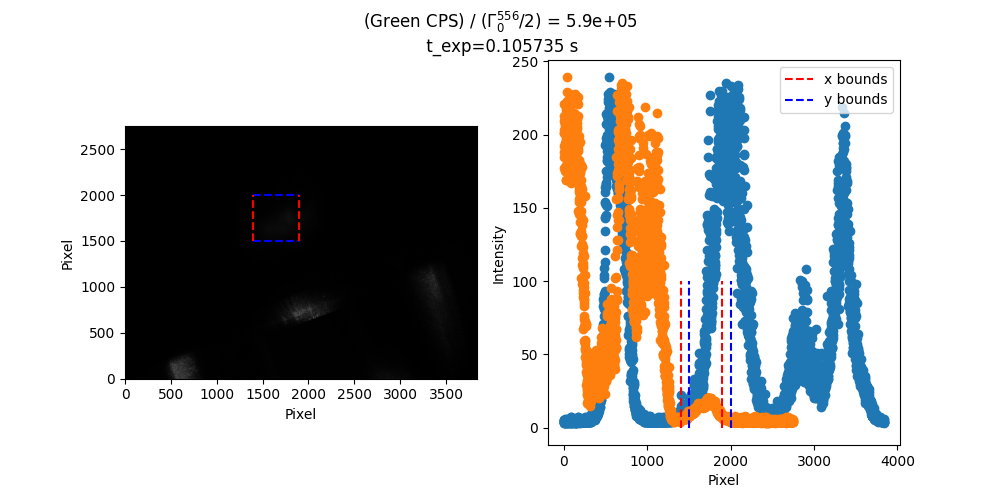 (Green CPS) / (Γ₀⁵⁵⁶/2) = 5.9e+05
t_exp=0.105735 s
Pixel
2500
2000
1500
1000
500
0
0 500 1000 1500 2000 2500 3000 3500
Pixel
Intensity
250
200
150
100
50
0
0 1000 2000 3000 4000
Pixel
x bounds
y bounds